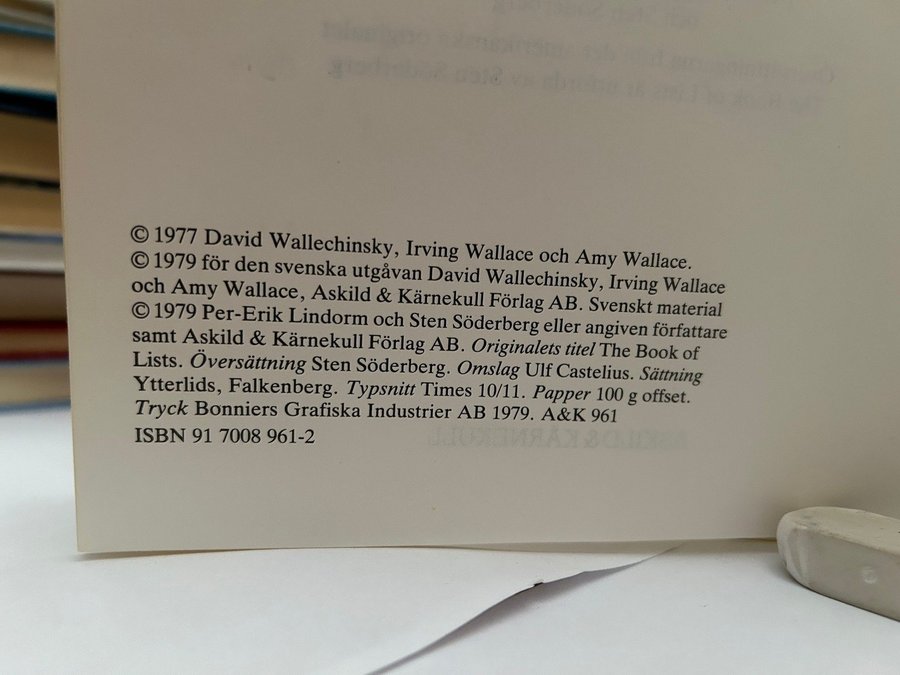 © 1977 David Wallechinsky, Irving Wallace och Amy Wallace.
© 1979 för den svenska utgåvan David Wallechinsky, Irving Wallace
och Amy Wallace, Askild & Kärnekull Förlag AB. Svenskt material
© 1979 Per-Erik Lindorm och Sten Söderberg eller angiven författare
samt Askild & Kärnekull Förlag AB. Originalets titel The Book of
Lists. Översättning Sten Söderberg. Omslag Ulf Castelius. Sättning
Ytterlids, Falkenberg. Typsnitt Times 10/11. Papper 100 g offset.
Tryck Bonniers Grafiska Industrier AB 1979. A&K 961
ISBN 91 7008 961-2